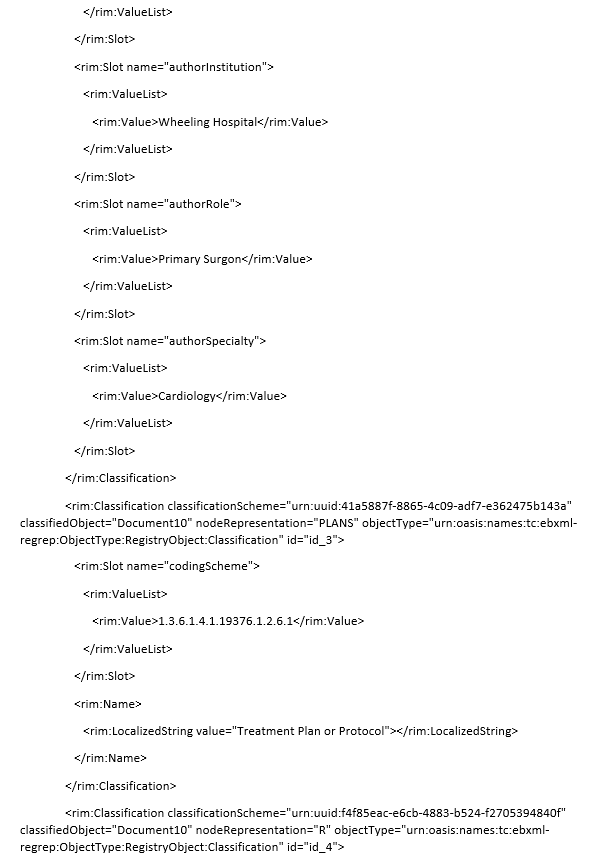 </rim:ValueList>
</rim:Slot>
<rim:Slot name="authorInstitution">
<rim:ValueList>
<rim:Value>Wheeling Hospital</rim:Value>
</rim:ValueList>
</rim:Slot>
<rim:Slot name="authorRole">
<rim:ValueList>
<rim:Value>Primary Surgon</rim:Value>
</rim:ValueList>
</rim:Slot>
<rim:Slot name="authorSpecialty">
<rim:ValueList>
<rim:Value>Cardiology</rim:Value>
</rim:ValueList>
</rim:Slot>
</rim:Classification>
<rim:Classification classificationScheme="urn:uuid:41a5887f-8865-4c09-adf7-e362475b143a"
classifiedObject="Document10" nodeRepresentation="PLANS" objectType="urn:oasis:names:tc:ebxml-
regrep:ObjectType:RegistryObject:Classification" id="id_3">
<rim:Slot name="codingScheme">
<rim:ValueList>
<rim:Value>1.3.6.1.4.1.19376.1.2.6.1</rim:Value>
</rim:ValueList>
</rim:Slot>
<rim:Name>
<rim:LocalizedString value="Treatment Plan or Protocol"></rim:LocalizedString>
</rim:Name>
</rim:Classification>
<rim:Classification classificationScheme="urn:uuid:f4f85eac-e6cb-4883-b524-f2705394840f"
classifiedObject="Document10" nodeRepresentation="R" objectType="urn:oasis:names:tc:ebxml-
regrep:ObjectType:RegistryObject:Classification" id="id_4">